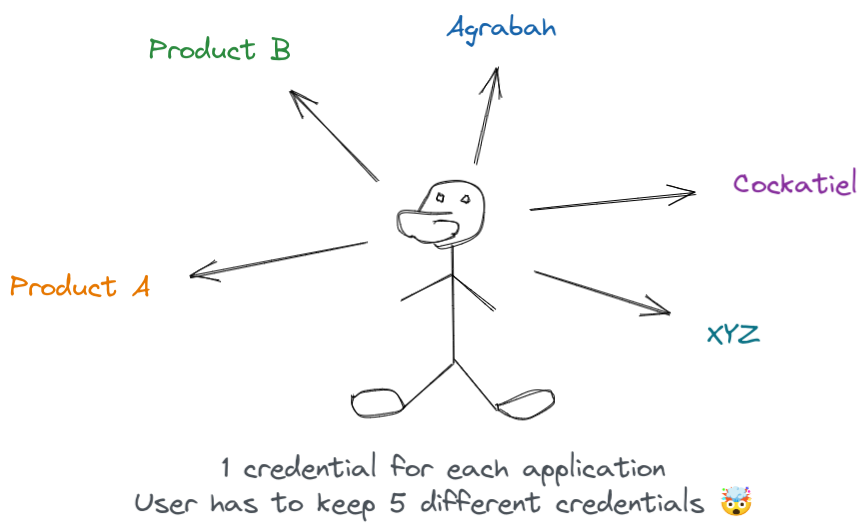 Agrabah
Product B
Cockatiel
Product A
XYZ
1 credential for each application
User has to keep 5 different credentials 🤯